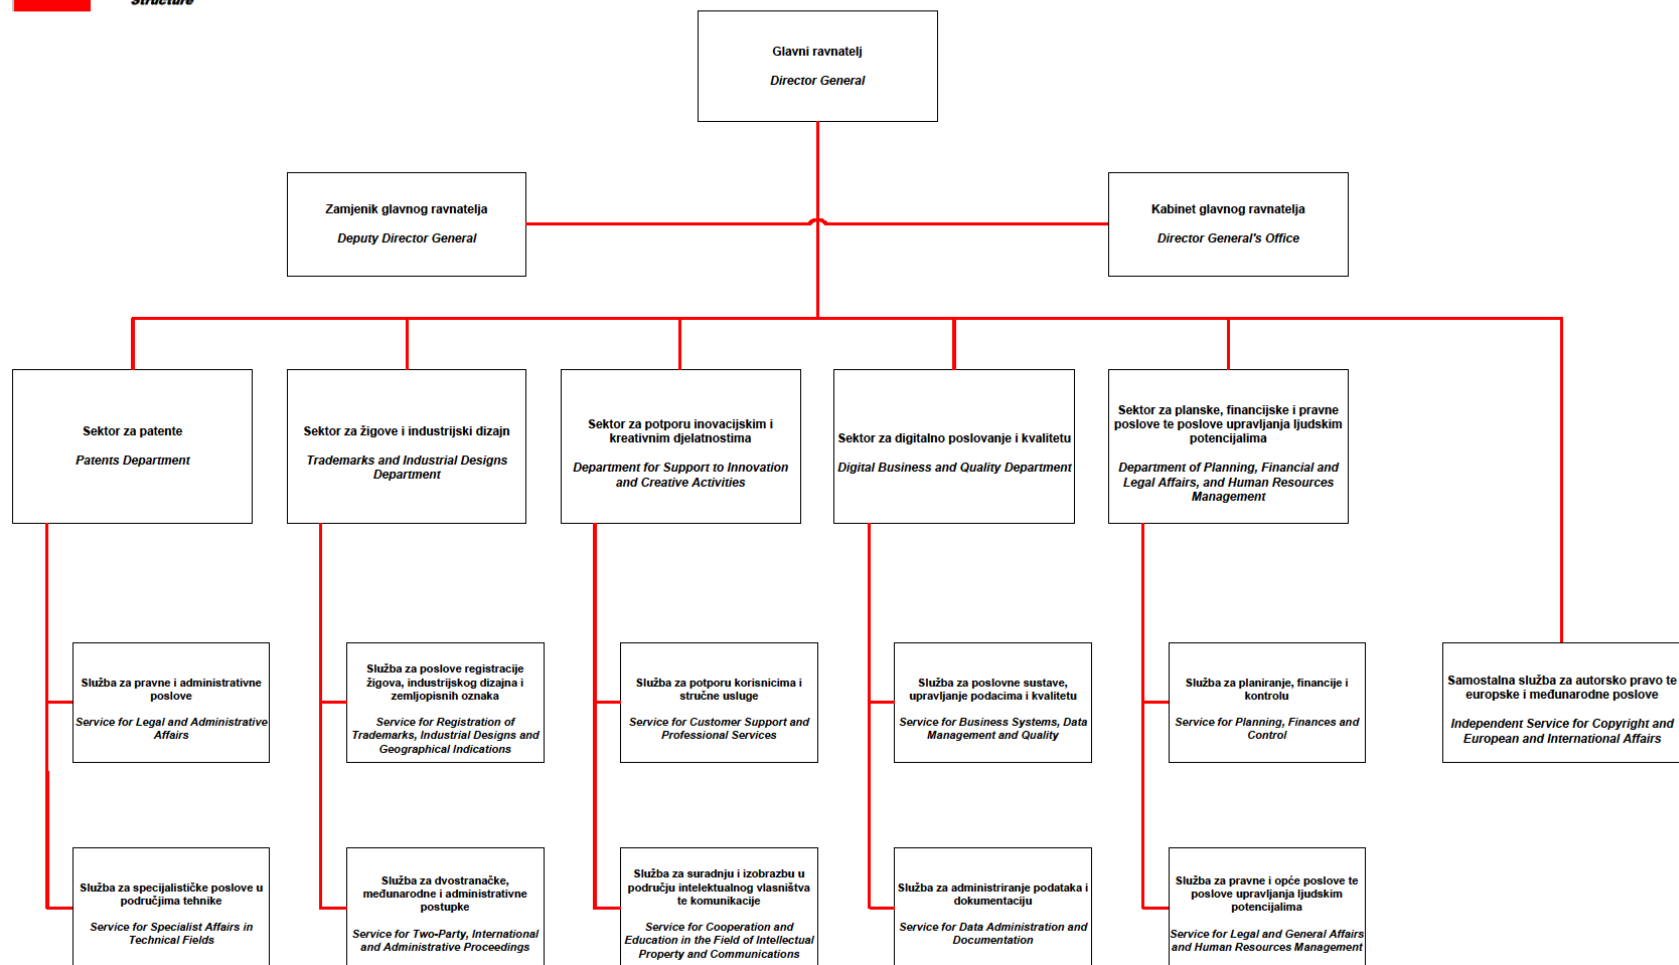 Structure
Glavni ravnatelj
Director General
Zamjenik glavnog ravnatelja
Deputy Director General
Kabinet glavnog ravnatelja
Director General's Office
Sektor za patente
Patents Department
Sektor za žigove i industrijski dizajn
Trademarks and Industrial Designs
Department
Sektor za potporu inovacijskim i
kreativnim djelatnostima
Department for Support to Innovation
and Creative Activities
Sektor za digitalno poslovanje i kvalitetu
Digital Business and Quality Department
Sektor za planske, financijske i pravne
poslove te poslove upravljanja ljudskim
potencijalima
Department of Planning, Financial and
Legal Affairs, and Human Resources
Management
Služba za pravne i administrativne
poslove
Service for Legal and Administrative
Affairs
Služba za poslove registracije
žigova, industrijskog dizajna i
zemljopisnih oznaka
Service for Registration of
Trademarks, Industrial Designs and
Geographical Indications
Služba za potporu korisnicima i
stručne usluge
Service for Customer Support and
Professional Services
Služba za poslovne sustave,
upravljanje podacima i kvalitetu
Service for Business Systems, Data
Management and Quality
Služba za planiranje, financije i
kontrolu
Service for Planning, Finances and
Control
Samostalna služba za autorsko pravo te
europske i međunarodne poslove
Independent Service for Copyright and
European and International Affairs
Služba za specijalističke poslove u
područjima tehnike
Service for Specialist Affairs in
Technical Fields
Služba za dvostranačke,
međunarodne i administrativne
postupke
Service for Two-Party, International
and Administrative Proceedings
Služba za suradnju i izobrazbu u
području intelektualnog vlasništva
te komunikacije
Service for Cooperation and
Education in the Field of Intellectual
Property and Communications
Služba za administriranje podataka i
dokumentaciju
Service for Data Administration and
Documentation
Služba za pravne i opće poslove te
poslove upravljanja ljudskim
potencijalima
Service for Legal and General Affairs
and Human Resources Management